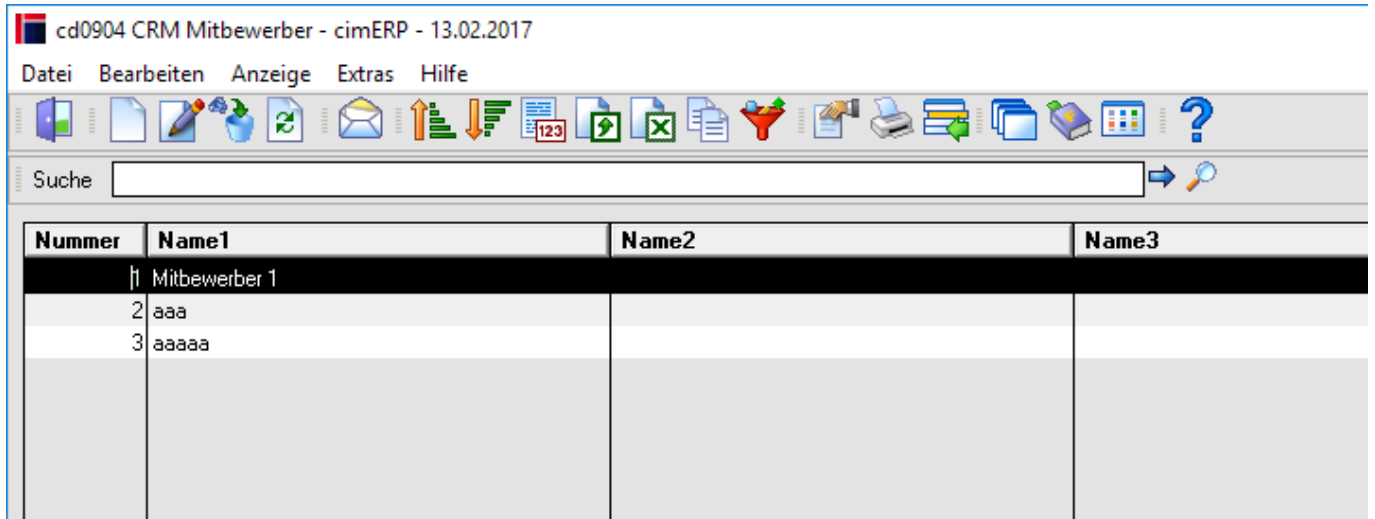 cd0904 CRM Mitbewerber - cimERP - 13.02.2017
Datei Bearbeiten Anzeige Extras Hilfe
123
Suche
Nummer Name1 Name2 Name3
1 Mitbewerber 1
2 aaa
3 aaaaa